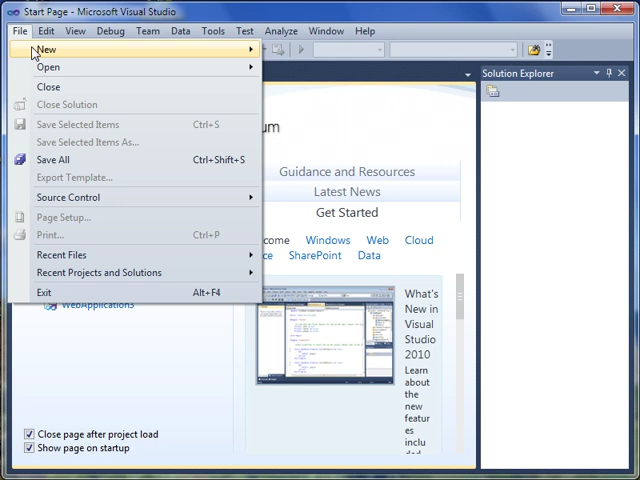 Start Page - Microsoft Visual Studio
File Edit View Debug Team Data Tools Test Analyze Window Help
New
Open
Close
Close Solution
Save Selected Items Ctrl+S
Save Selected Items As...
Save All Ctrl+Shift+S
Export Template...
Source Control
Page Setup...
Print... Ctrl+P
Recent Files
Recent Projects and Solutions
Exit Alt+F4
WebApplication3
Close page after project load
Show page on startup
um
Guidance and Resources
Latest News
Get Started
come Windows Web Cloud
ce SharePoint Data
What's
New in
Visual
Studio
2010
Learn
about
the
new
featur
es
includ
Solution Explorer